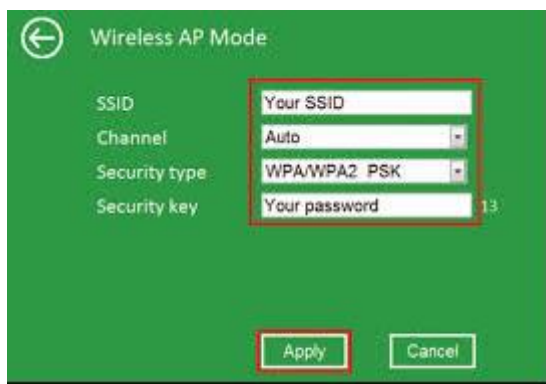 Wireless AP Mode
SSID Your SSID
Channel Auto
Security type WPA/WPA2 PSK
Security key Your password 13
Apply Cancel